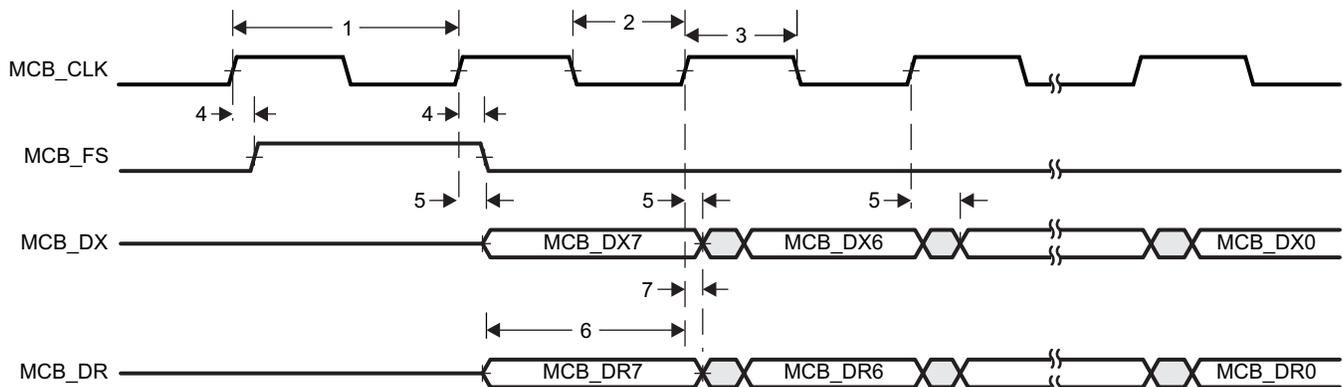 1
2
3
MCB_CLK
4
4
MCB_FS
5
5
5
MCB_DX
MCB_DX7
MCB_DX6
MCB_DX0
7
6
MCB_DR
MCB_DR7
MCB_DR6
MCB_DR0